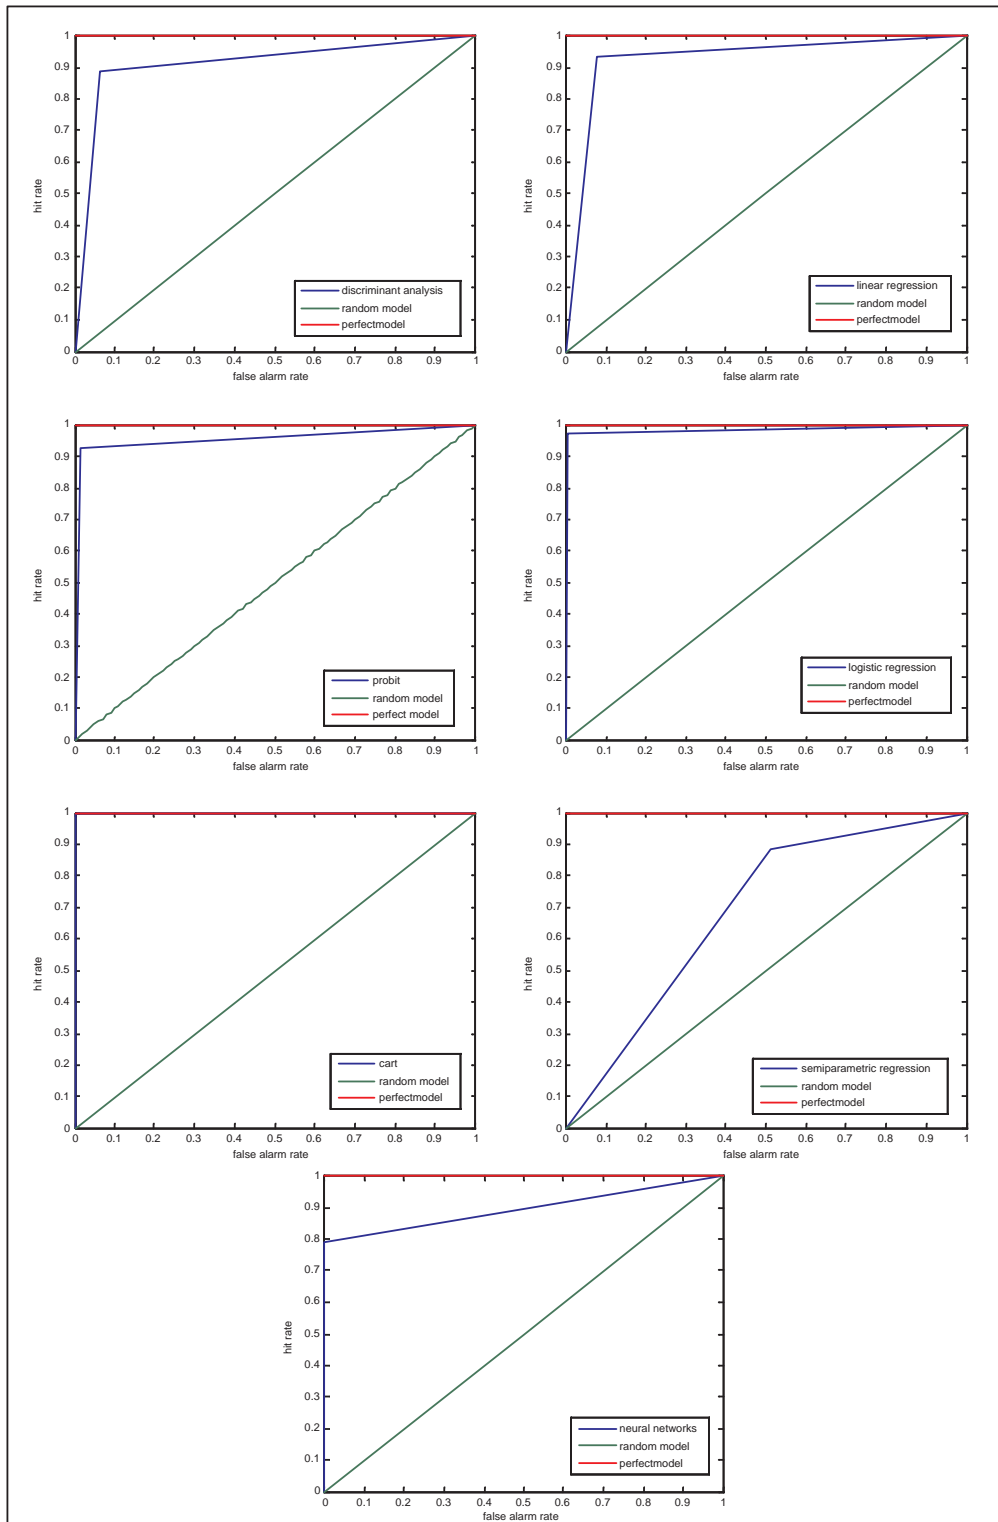 1
0.9
0.8
0.7
0.6
0.5
0.4
0.3
0.2
0.1
0
hit rate
discriminant analysis
random model
perfectmodel
0 0.1 0.2 0.3 0.4 0.5 0.6 0.7 0.8 0.9 1
false alarm rate
1
0.9
0.8
0.7
0.6
0.5
0.4
0.3
0.2
0.1
0
hit rate
linear regression
random model
perfectmodel
0 0.1 0.2 0.3 0.4 0.5 0.6 0.7 0.8 0.9 1
false alarm rate
1
0.9
0.8
0.7
0.6
0.5
0.4
0.3
0.2
0.1
0
hit rate
probit
random model
perfect model
0 0.1 0.2 0.3 0.4 0.5 0.6 0.7 0.8 0.9 1
false alarm rate
1
0.9
0.8
0.7
0.6
0.5
0.4
0.3
0.2
0.1
0
hit rate
logistic regression
random model
perfectmodel
0 0.1 0.2 0.3 0.4 0.5 0.6 0.7 0.8 0.9 1
false alarm rate
1
0.9
0.8
0.7
0.6
0.5
0.4
0.3
0.2
0.1
0
hit rate
cart
random model
perfectmodel
0 0.1 0.2 0.3 0.4 0.5 0.6 0.7 0.8 0.9 1
false alarm rate
1
0.9
0.8
0.7
0.6
0.5
0.4
0.3
0.2
0.1
0
hit rate
semiparametric regression
random model
perfectmodel
0 0.1 0.2 0.3 0.4 0.5 0.6 0.7 0.8 0.9 1
false alarm rate
1
0.9
0.8
0.7
0.6
0.5
0.4
0.3
0.2
0.1
0
hit rate
neural networks
random model
perfectmodel
0 0.1 0.2 0.3 0.4 0.5 0.6 0.7 0.8 0.9 1
false alarm rate